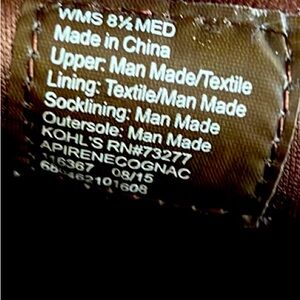 WMS 8½ MED
Made in China
Upper: Man Made/Textile
Lining: Textile/Man Made
Socklining: Man Made
Outersole: Man Made
KOHL'S RN#73277
APIRENECOGNAC
116367 08/15